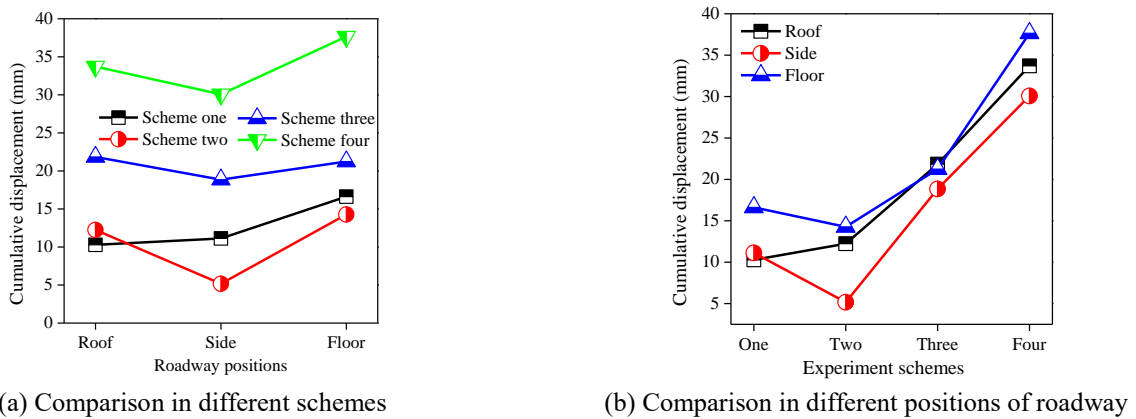 40
35
30
25
20
15
10
5
0
Cumulative displacement (mm)
Scheme one
Scheme two
Scheme three
Scheme four
Roof
Side
Floor
Roadway positions
(a) Comparison in different schemes
40
35
30
25
20
15
10
5
Cumulative displacement (mm)
Roof
Side
Floor
One
Two
Three
Four
Experiment schemes
(b) Comparison in different positions of roadway